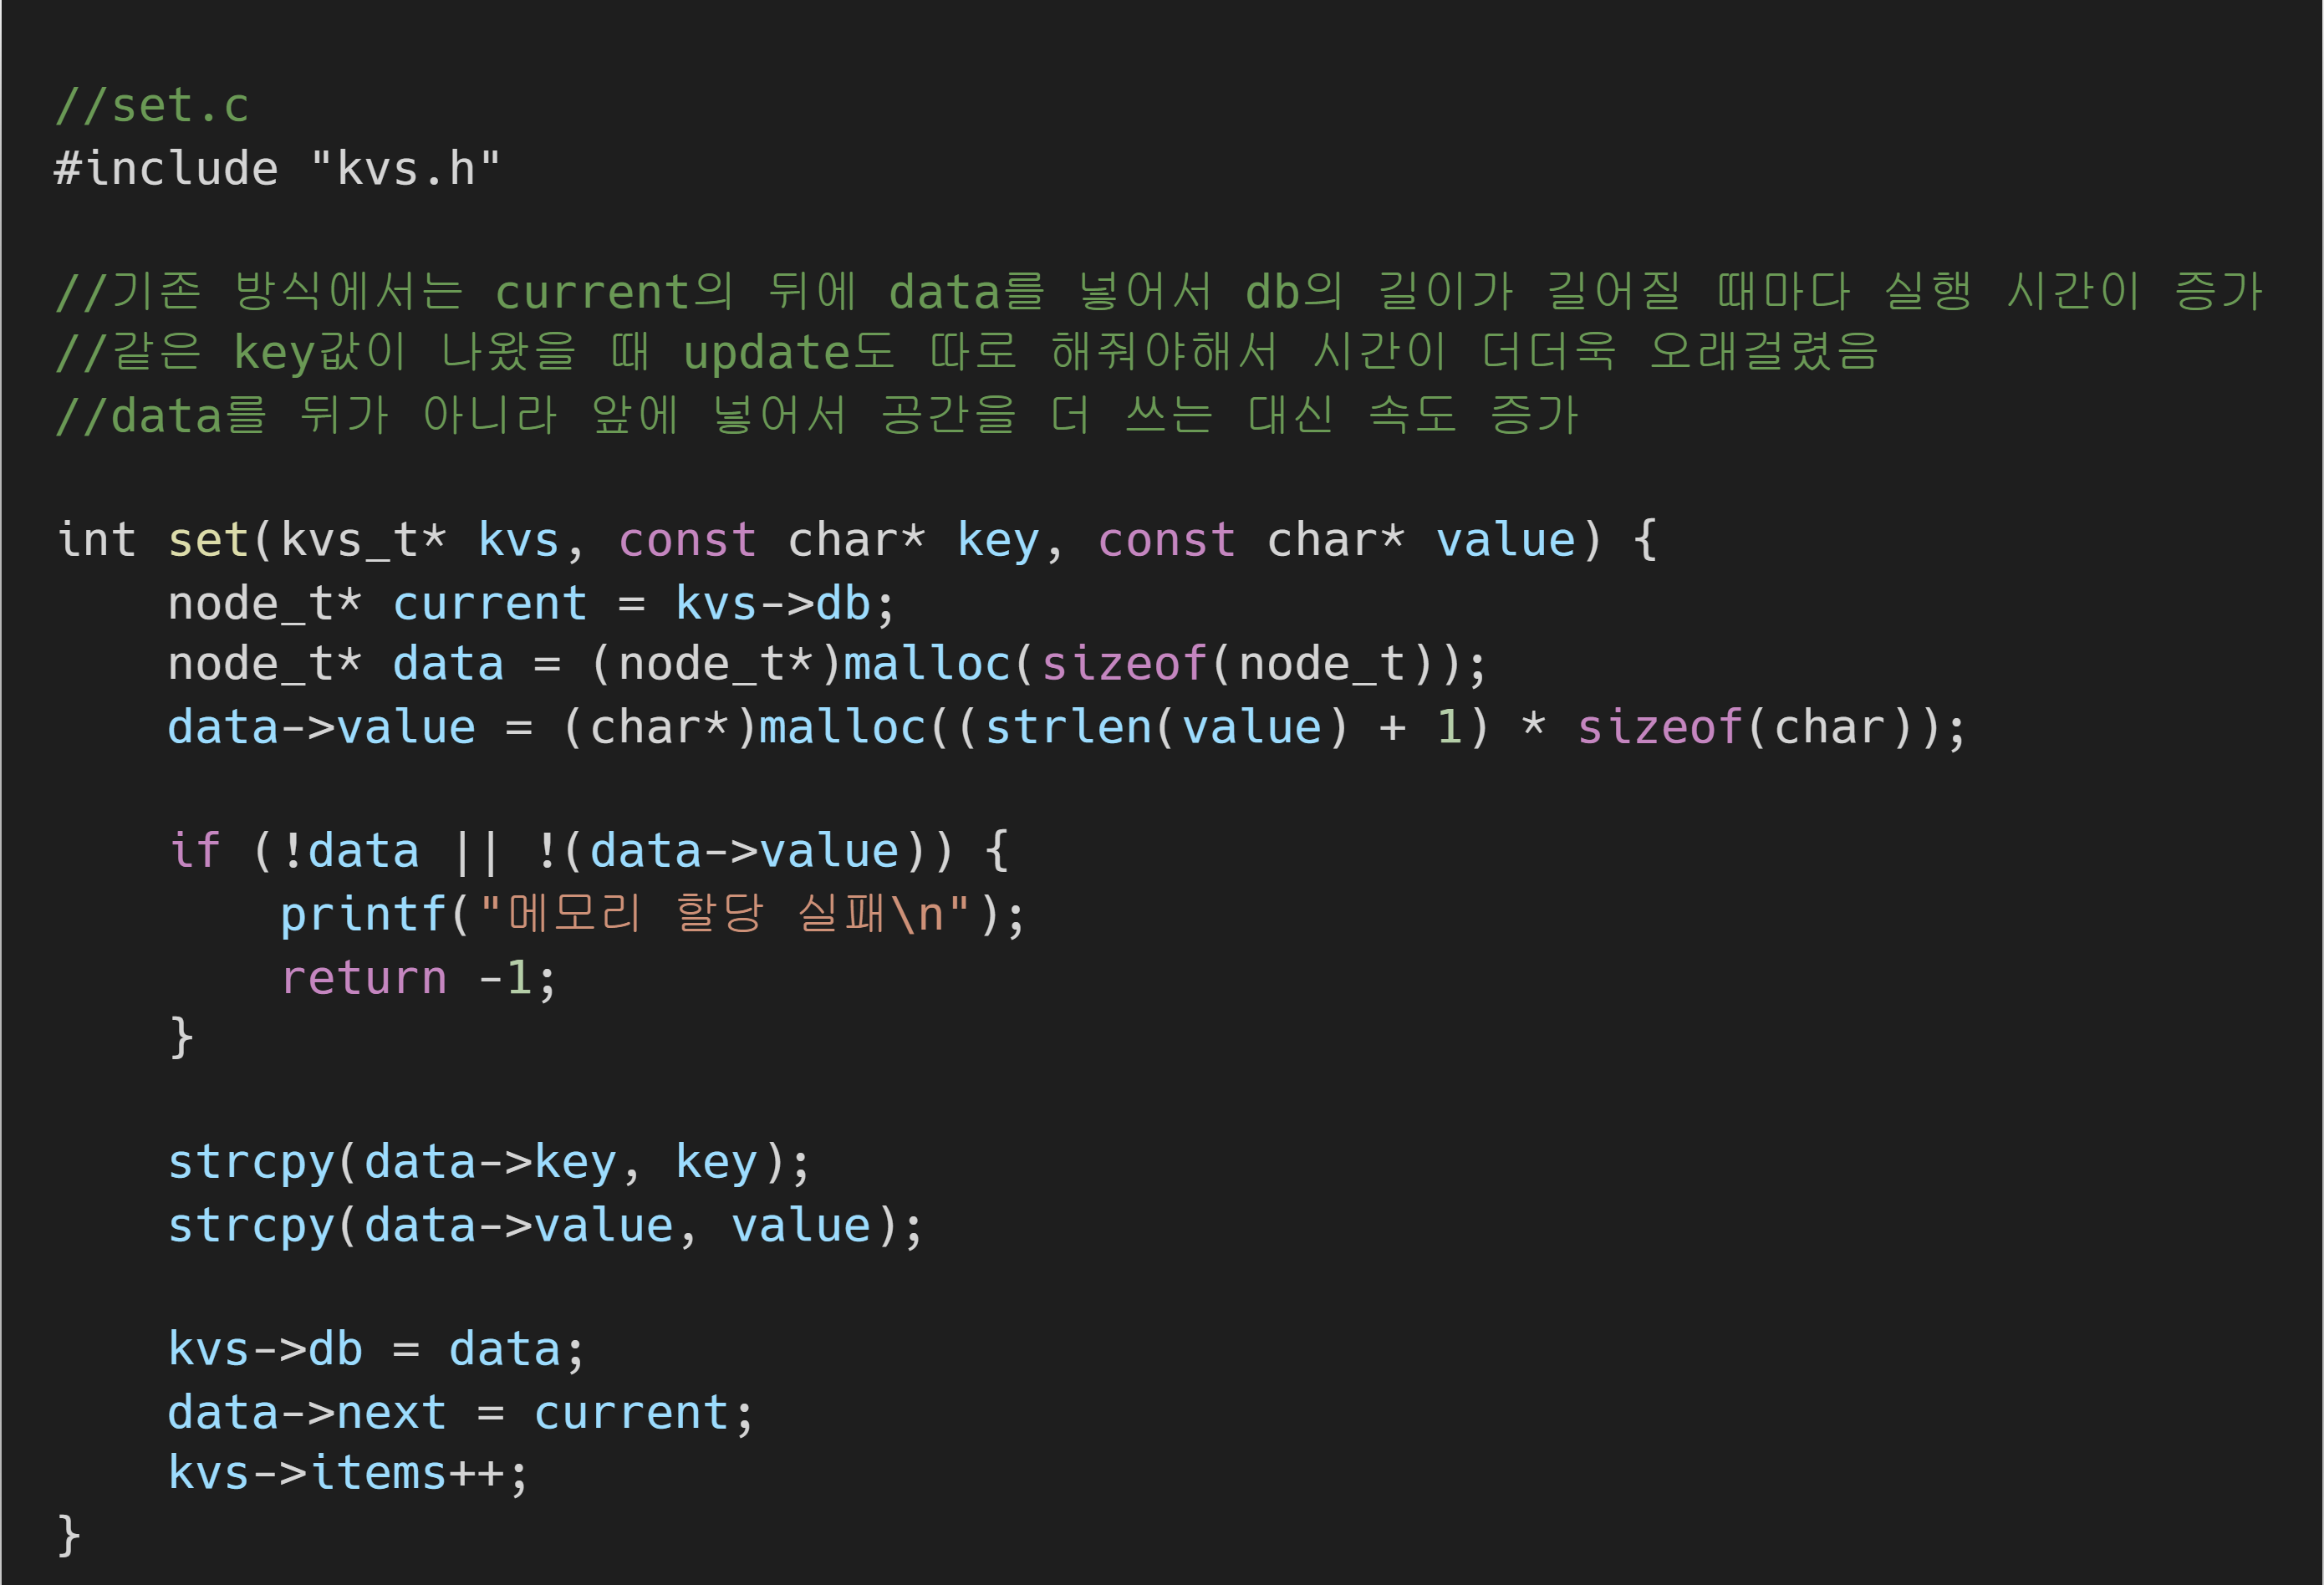 //set.c
#include "kvs.h"
//기존 방식에서는 current의 뒤에 data를 넣어서 db의 길이가 길어질 때마다 실행 시간이 증가
//같은 key값이 나왔을 때 update도 따로 해줘야해서 시간이 더더욱 오래걸렸음
//data를 뒤가 아니라 앞에 넣어서 공간을 더 쓰는 대신 속도 증가
int set(kvs_t* kvs, const char* key, const char* value) {
    node_t* current = kvs->db;
    node_t* data = (node_t*)malloc(sizeof(node_t));
    data->value = (char*)malloc((strlen(value) + 1) * sizeof(char));
    if (!data || !(data->value)) {
        printf("메모리 할당 실패\n");
        return -1;
    }
    strcpy(data->key, key);
    strcpy(data->value, value);
    kvs->db = data;
    data->next = current;
    kvs->items++;
}